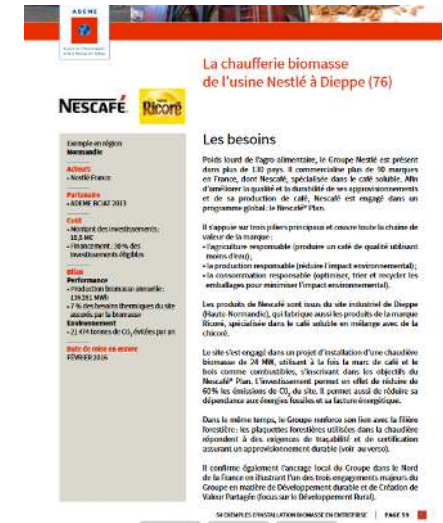 ADEME
La chaufferie biomasse
de l'usine Nestlé à Dieppe (76)
NESCAFÉ
Ricoré
Exemple en région
Normandie
Acteurs
• Nestlé France
Partenaire
• ADEME BCIAT 2013
Coût
• Montant des investissements :
10,5 M€
• Financement : 30 % des
investissements éligibles
Bilan
Performance
• Production biomasse annuelle :
MWh
• 7 % des besoins thermiques du site
assurés par la biomasse
Environnement
• 21 474 tonnes de CO₂ évitées par an
Date de mise en œuvre
FÉVRIER 2016
Les besoins
Poids lourd de l'agro-alimentaire, le Groupe Nestlé est présent
dans plus de 130 pays. Il commercialise plus de 90 marques
en France, dont Nescafé, spécialisée dans le café soluble. Afin
d'améliorer la qualité et la durabilité de ses approvisionnements
et de sa production de café, Nescafé est engagé dans un
programme global : le Nescafé® Plan.
Il s'appuie sur trois piliers principaux et couvre toute la chaîne de
valeur de la marque :
• l'agriculture responsable (produire un café de qualité utilisant
moins d'eau) ;
• la production responsable (réduire l'impact environnemental) ;
• la consommation responsable (optimiser, trier et recycler les
emballages pour minimiser l'impact environnemental).
Les produits de Nescafé sont issus du site industriel de Dieppe
(Haute Normandie), qui fabrique aussi les produits de la marque
Ricoré, spécialisée dans le café soluble en mélange avec de la
chicoré.
Le site s'est engagé dans un projet d'installation d'une chaudière
biomasse de 24 MW, utilisant à la fois la marc de café et le
bois comme combustibles, s'inscrivant dans les objectifs du
Nescafé® Plan. L'investissement permet en effet de réduire de
60% les émissions de CO₂ du site. Il permet aussi de réduire sa
dépendance aux énergies fossiles et sa facture énergétique.
Dans le même temps, le Groupe renforce son lien avec la filière
forestière : les plaquettes forestières utilisées dans la chaudière
répondent à des exigences de traçabilité et de certification
assurant un approvisionnement durable (voir au verso).
Il confirme également l'ancrage local du Groupe dans le Nord
de la France en illustrant l'un des trois engagements majeurs du
Groupe en matière de Développement durable et de Création de
Valeur Partagée (focus sur le Développement Rural).
54 EXEMPLES D'INSTALLATION BIOMASSE EN ENTREPRISE | PAGE 59